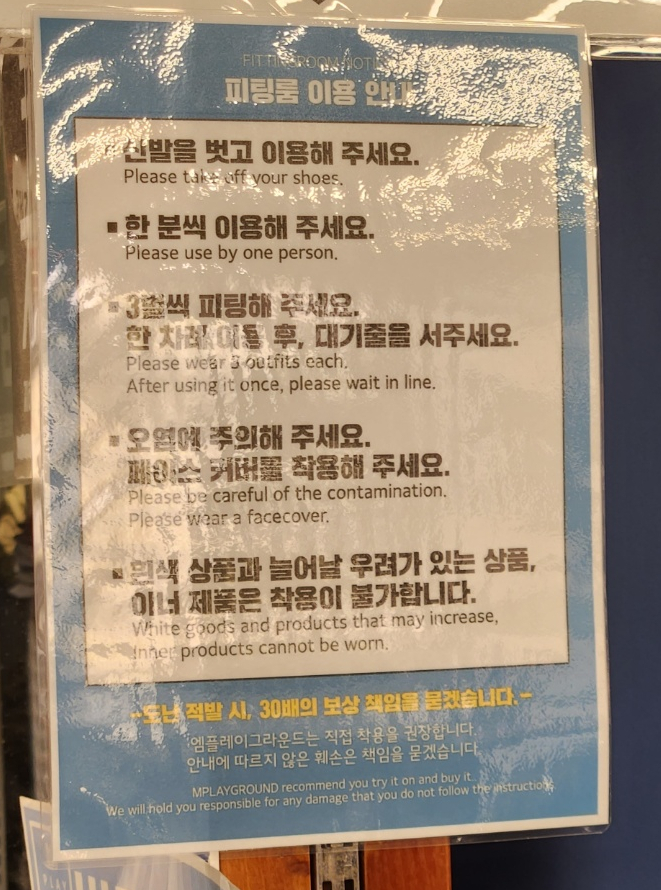 FITTING ROOM NOTICE
피팅룸 이용 안내
▪ 신발을 벗고 이용해 주세요.
Please take off your shoes.
▪ 한 분씩 이용해 주세요.
Please use by one person.
▪ 3벌씩 피팅해 주세요.
한 차례 이동 후, 대기줄을 서주세요.
Please wear 3 outfits each.
After using it once, please wait in line.
▪ 오염에 주의해 주세요.
페이스 커버를 착용해 주세요.
Please be careful of the contamination.
Please wear a facecover.
▪ 흰색 상품과 늘어날 우려가 있는 상품,
이너 제품은 착용이 불가합니다.
White goods and products that may increase,
inner products cannot be worn.
-도난 적발 시, 30배의 보상 책임을 묻겠습니다.-
엠플레이그라운드는 직접 착용을 권장합니다.
안내에 따르지 않은 훼손은 책임을 묻겠습니다.
MPLAYGROUND recommend you try it on and buy it.
We will hold you responsible for any damage that you do not follow the instructions.